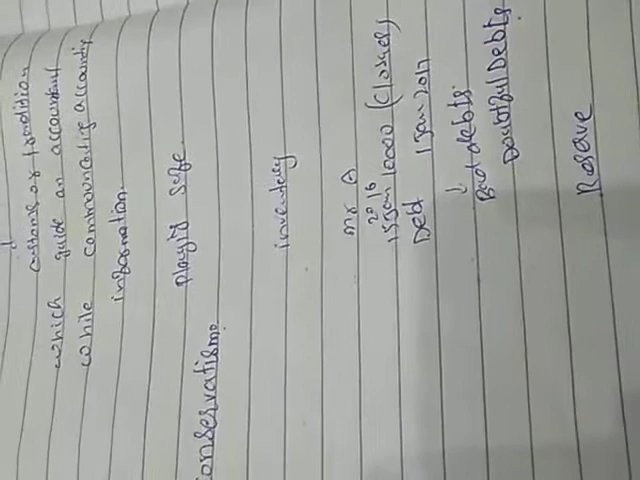 customs or tradition
which guide an accountant
while communicating accounting
information.
playing safe
Conservatism.
inventory
Mr A
2016
15 Jan 10000 (Closier)
Debt 1 Jan 2017
↓
Bad debts.
Doubtful Debts
Reserve